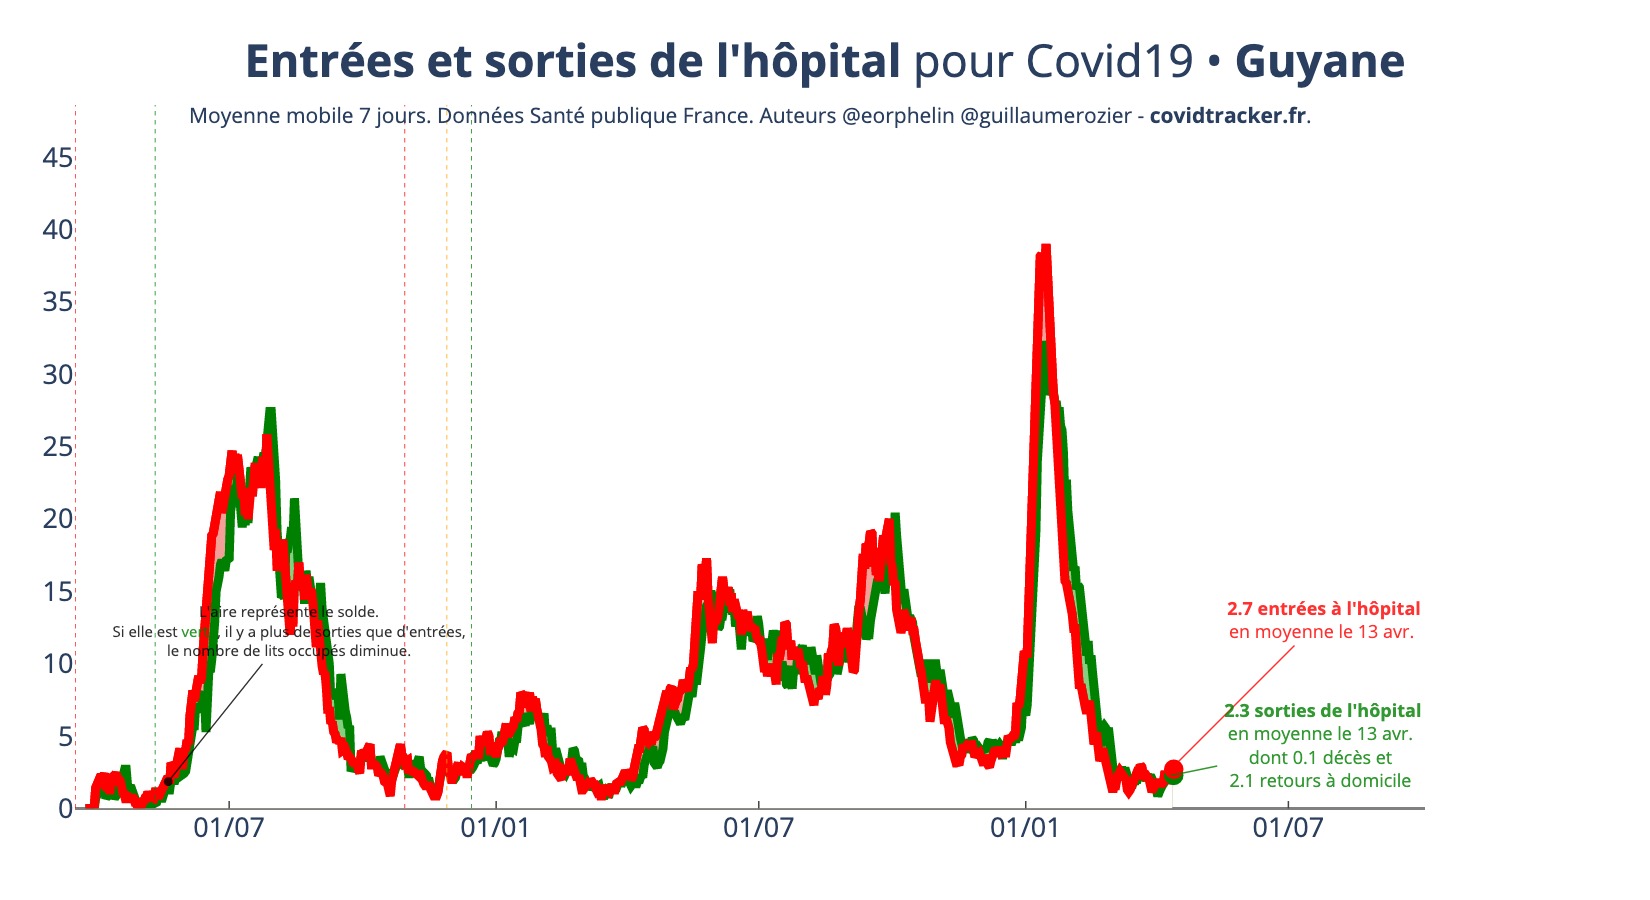 Entrées et sorties de l'hôpital pour Covid19 • Guyane
Moyenne mobile 7 jours. Données Santé publique France. Auteurs @eorphelin @guillaumerozier - covidtracker.fr.
45
40
35
30
25
20
15
10
5
0
L'aire représente le solde.
Si elle est verte, il y a plus de sorties que d'entrées,
le nombre de lits occupés diminue.
2.7 entrées à l'hôpital
en moyenne le 13 avr.
2.3 sorties de l'hôpital
en moyenne le 13 avr.
dont 0.1 décès et
2.1 retours à domicile
01/07
01/01
01/07
01/01
01/07